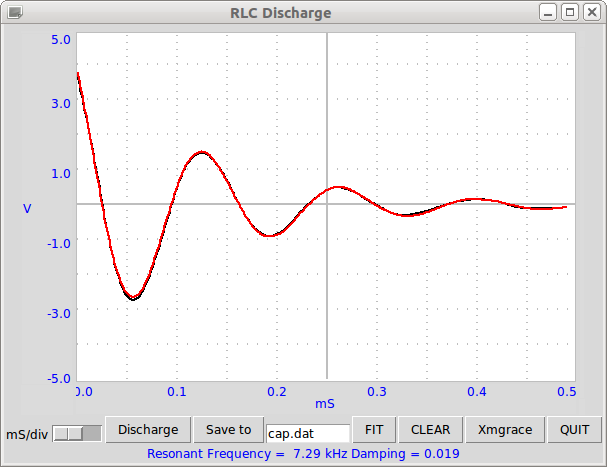 RLC Discharge
5.0
3.0
1.0
V
-1.0
-3.0
-5.0
0.0 0.1 0.2 0.3 0.4 0.5
mS
mS/div Discharge Save to cap.dat FIT CLEAR Xmgrace QUIT
Resonant Frequency = 7.29 kHz Damping = 0.019